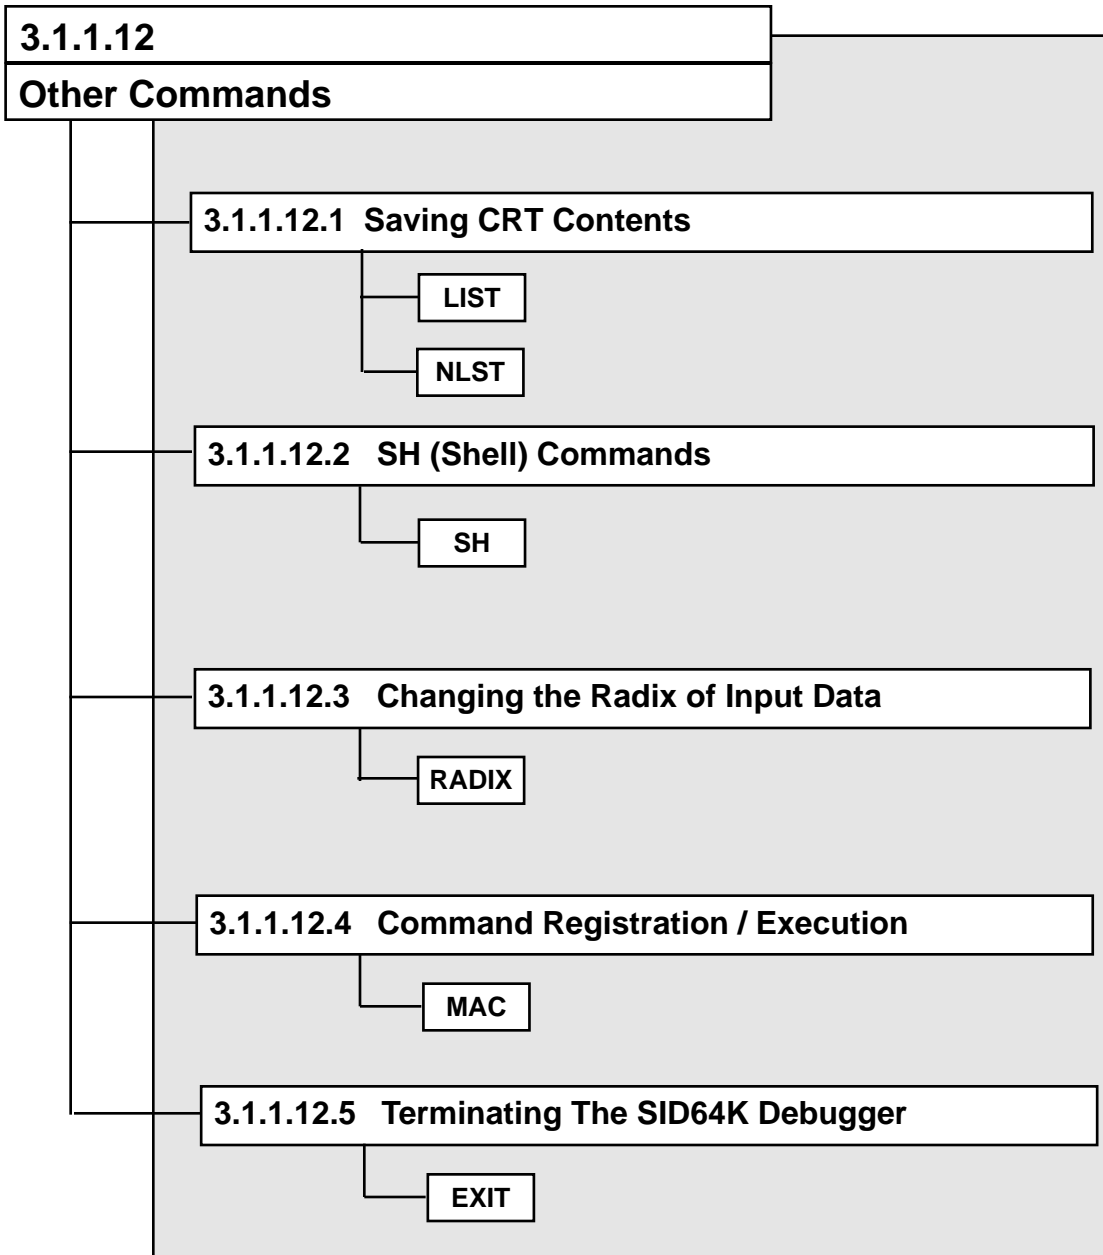 3.1.1.12
Other Commands
3.1.1.12.1 Saving CRT Contents
LIST
NLST
3.1.1.12.2 SH (Shell) Commands
SH
3.1.1.12.3 Changing the Radix of Input Data
RADIX
3.1.1.12.4 Command Registration / Execution
MAC
3.1.1.12.5 Terminating The SID64K Debugger
EXIT